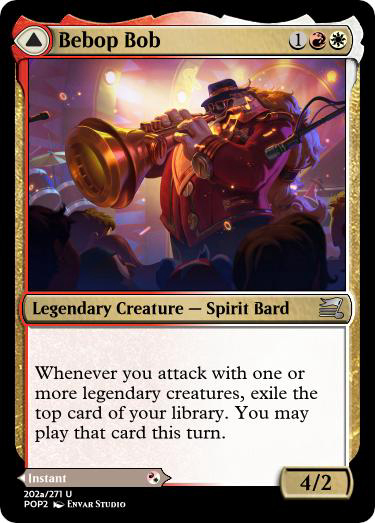 Bebop Bob 1
Legendary Creature — Spirit Bard
Whenever you attack with one or
more legendary creatures, exile the
top card of your library. You may
play that card this turn.
Instant
4/2
202a/271 U
POP2 Envar Studio